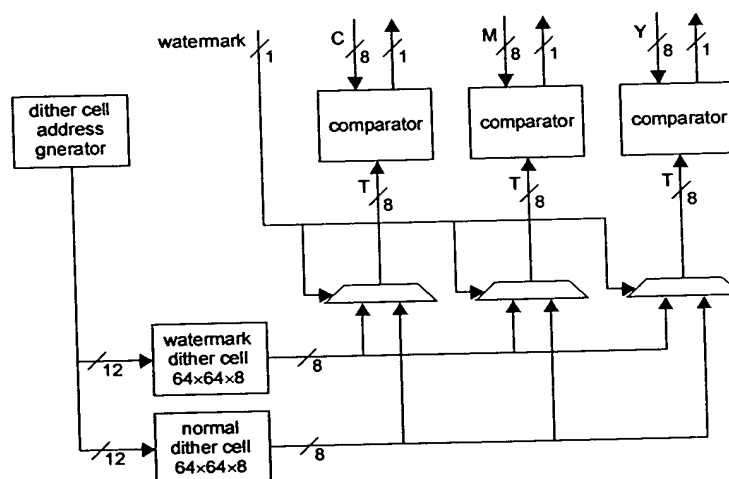 watermark
1
C
8
1
M
8
1
Y
8
1
dither cell
address
gnerator
comparator
comparator
comparator
T
8
T
8
T
8
watermark
dither cell
64×64×8
12
8
normal
dither cell
64×64×8
12
8